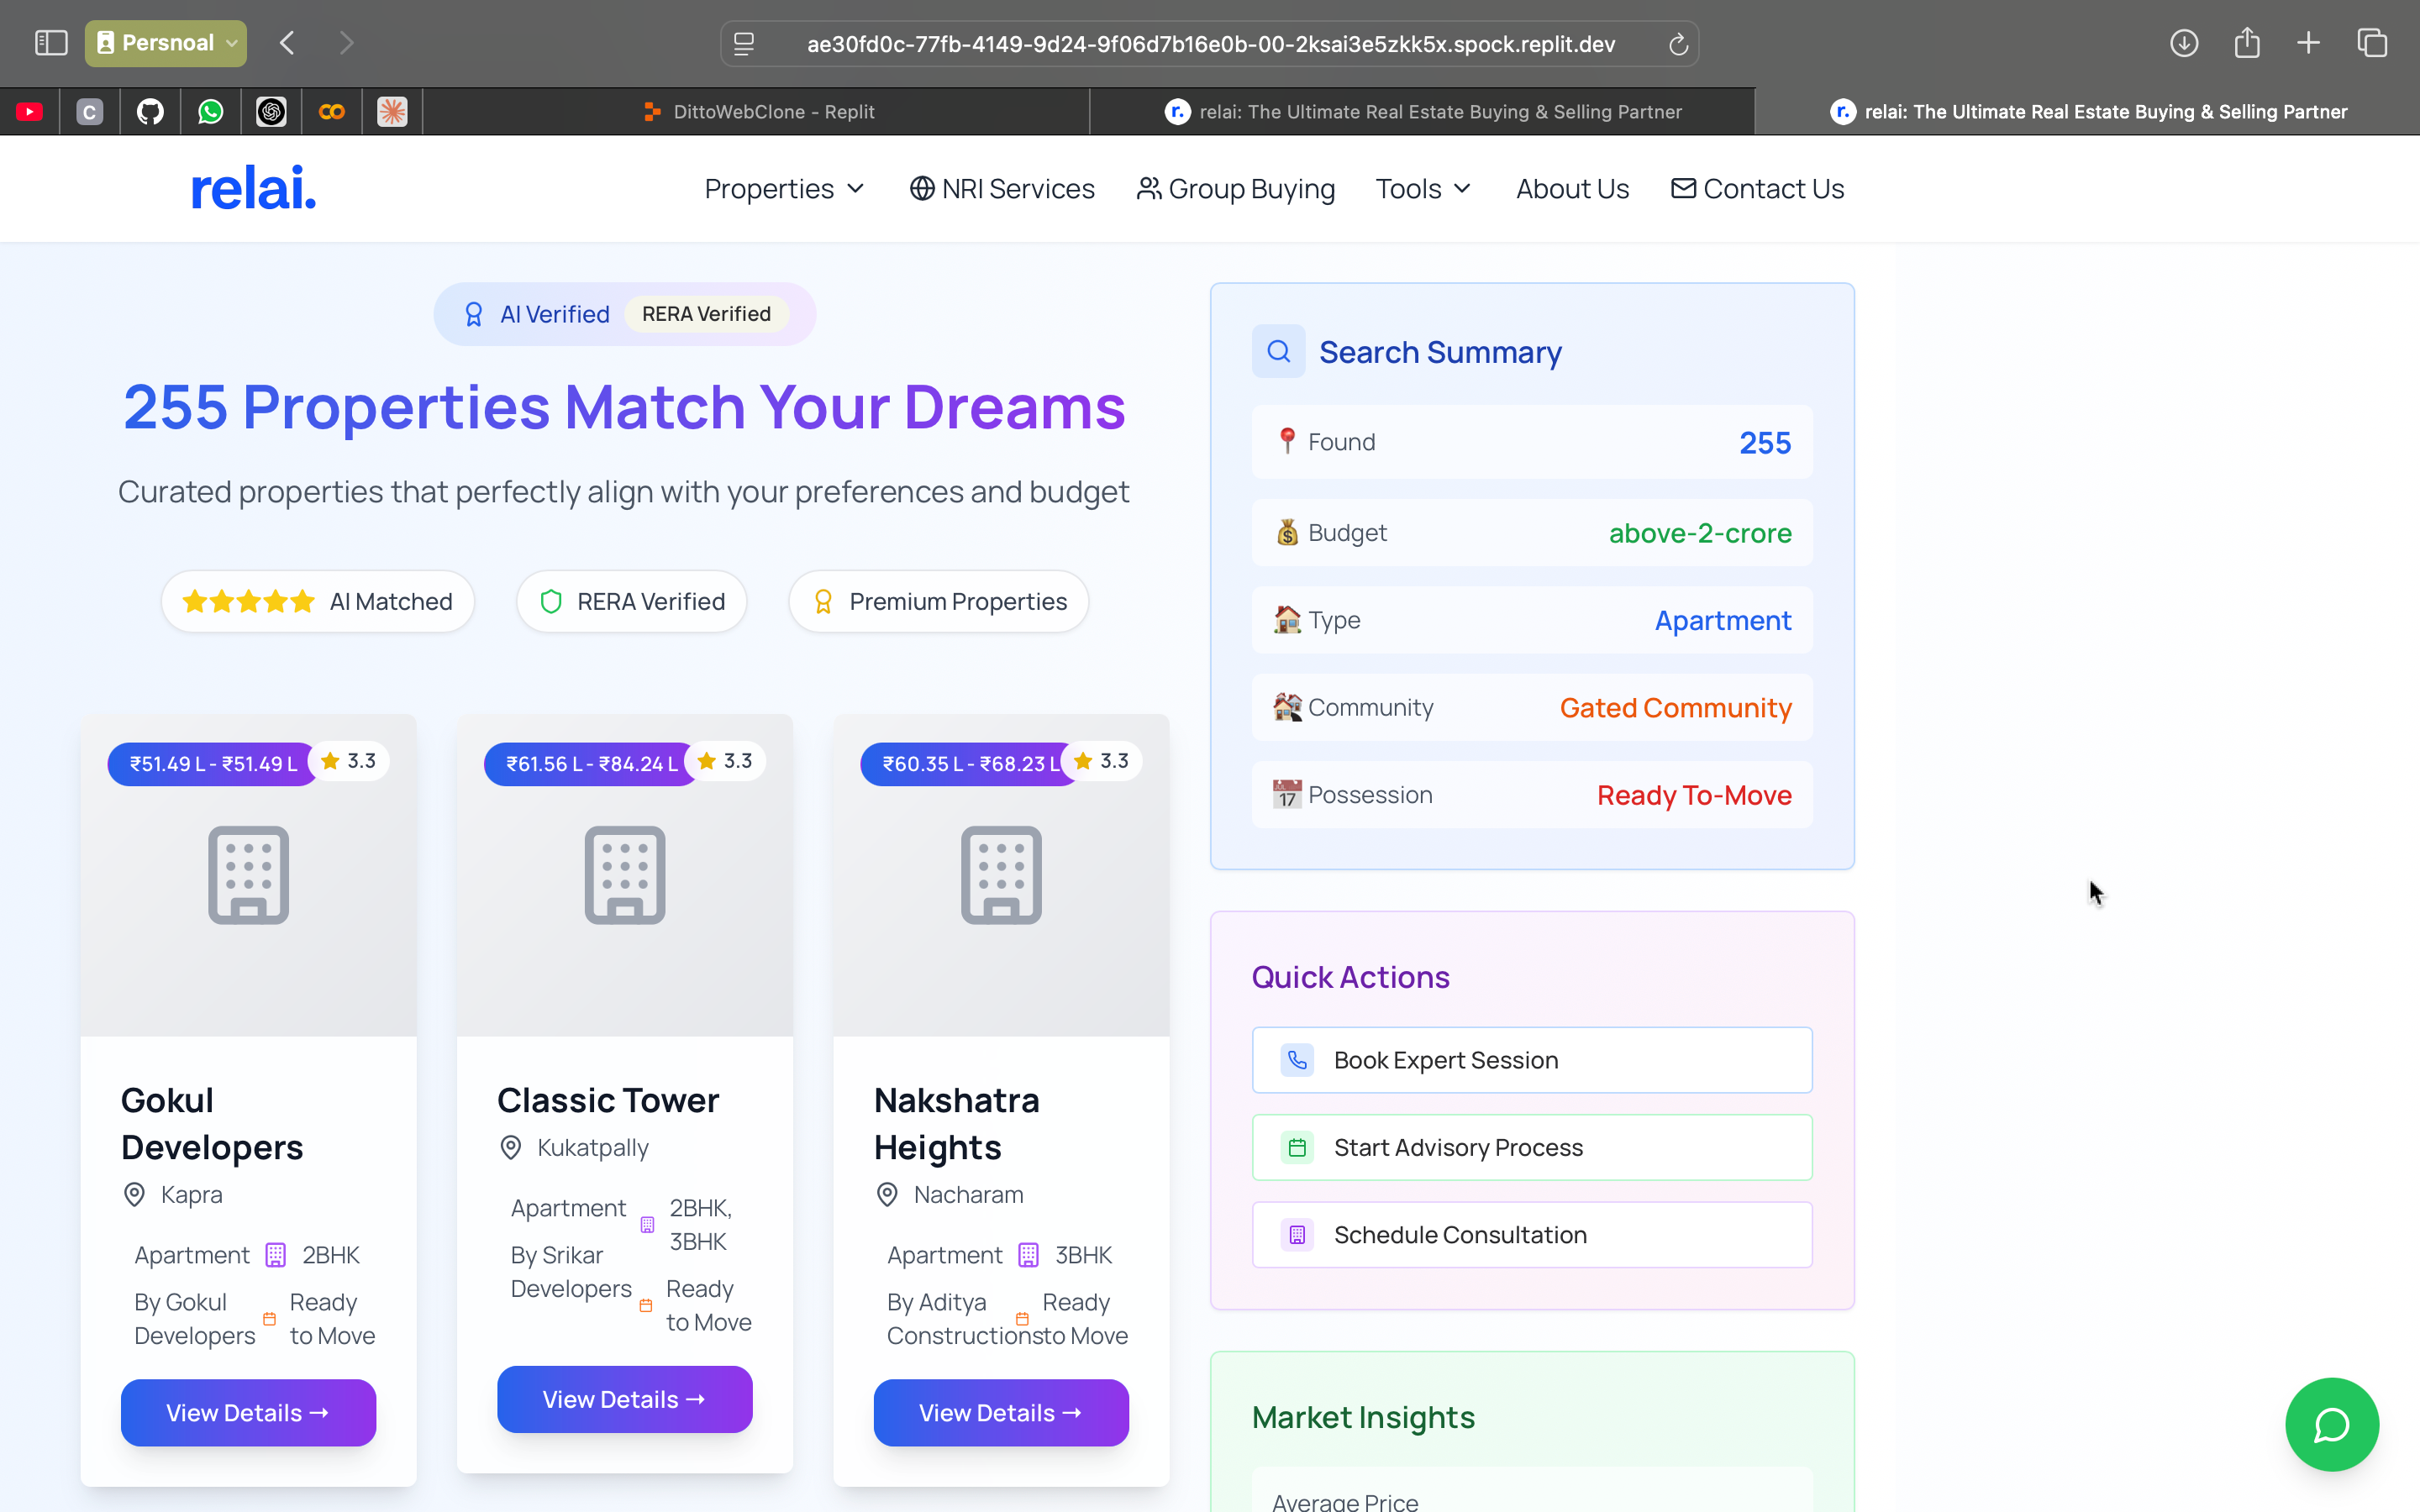 Persnoal
ae30fd0c-77fb-4149-9d24-9f06d7b16e0b-00-2ksai3e5zkk5x.spock.replit.dev
C
DittoWebClone - Replit
r. relai: The Ultimate Real Estate Buying & Selling Partner
r. relai: The Ultimate Real Estate Buying & Selling Partner
relai.
Properties
NRI Services
Group Buying
Tools
About Us
Contact Us
AI Verified
RERA Verified
255 Properties Match Your Dreams
Curated properties that perfectly align with your preferences and budget
AI Matched
RERA Verified
Premium Properties
₹51.49 L - ₹51.49 L
3.3
Gokul
Developers
Kapra
Apartment
2BHK
By Gokul
Developers
Ready
to Move
View Details →
₹61.56 L - ₹84.24 L
3.3
Classic Tower
Kukatpally
Apartment
2BHK,
3BHK
By Srikar
Developers
Ready
to Move
View Details →
₹60.35 L - ₹68.23 L
3.3
Nakshatra
Heights
Nacharam
Apartment
3BHK
By Aditya
Constructions
Ready
to Move
View Details →
Search Summary
Found
255
Budget
above-2-crore
Type
Apartment
Community
Gated Community
17
Possession
Ready To-Move
Quick Actions
Book Expert Session
Start Advisory Process
Schedule Consultation
Market Insights
Average Price